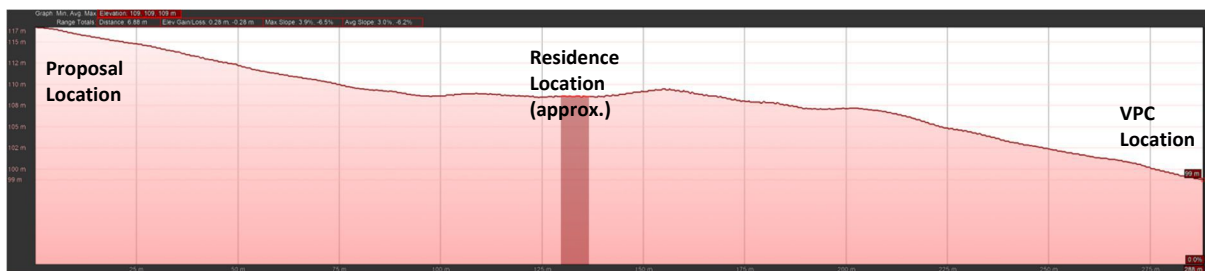 Graph: Min, Avg, Max Elevation: 109, 109, 109 m
Range Totals: Distance: 6.88 m Elev Gain/Loss: 0.28 m, -0.28 m Max Slope: 3.9%, -6.5% Avg Slope: 3.0%, -6.2%
117 m
115 m
112 m
110 m
108 m
105 m
102 m
100 m
99 m
Proposal
Location
Residence
Location
(approx.)
VPC
Location
99 m
0.0%
25 m
50 m
75 m
100 m
125 m
150 m
175 m
200 m
225 m
250 m
275 m
288 m